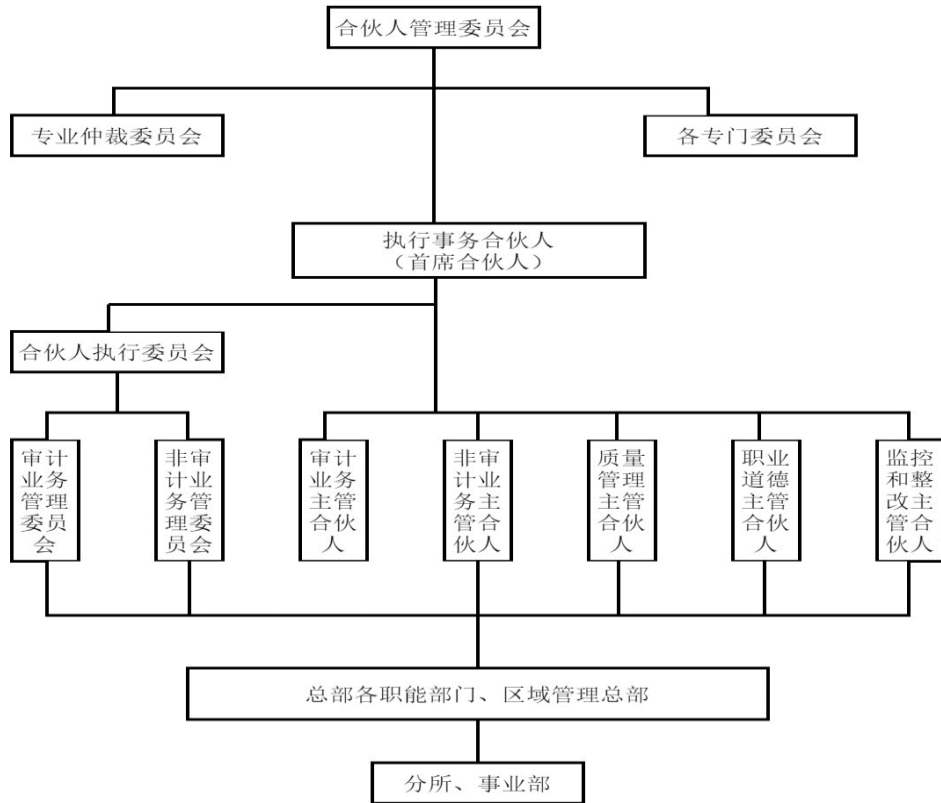 合伙人管理委员会
专业仲裁委员会
各专门委员会
执行事务合伙人
（首席合伙人）
合伙人执行委员会
审计
业务
管理
委员
会
非审
计业
务管
理委
员会
审计
业务
主管
合伙
人
非审
计业
务主
管合
伙人
质量
管理
主管
合伙
人
职业
道德
主管
合伙
人
监控
和整
改主
管合
伙人
总部各职能部门、区域管理总部
分所、事业部